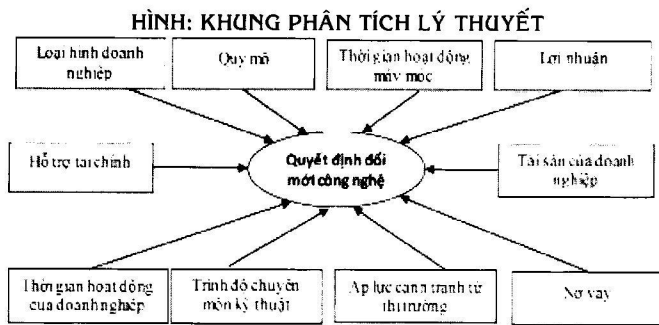 HÌNH: KHUNG PHÂN TÍCH LÝ THUYẾT
Loại hình doanh
nghiệp
Quy mô
Thời gian hoạt động
máy móc
Lợi nhuận
Hỗ trợ tài chính
Quyết định đổi
mới công nghệ
Tài sản của doanh
nghiệp
Thời gian hoạt động
của doanh nghiệp
Trình độ chuyên
môn kỹ thuật
Áp lực cạnh tranh từ
thị trường
Nợ vay